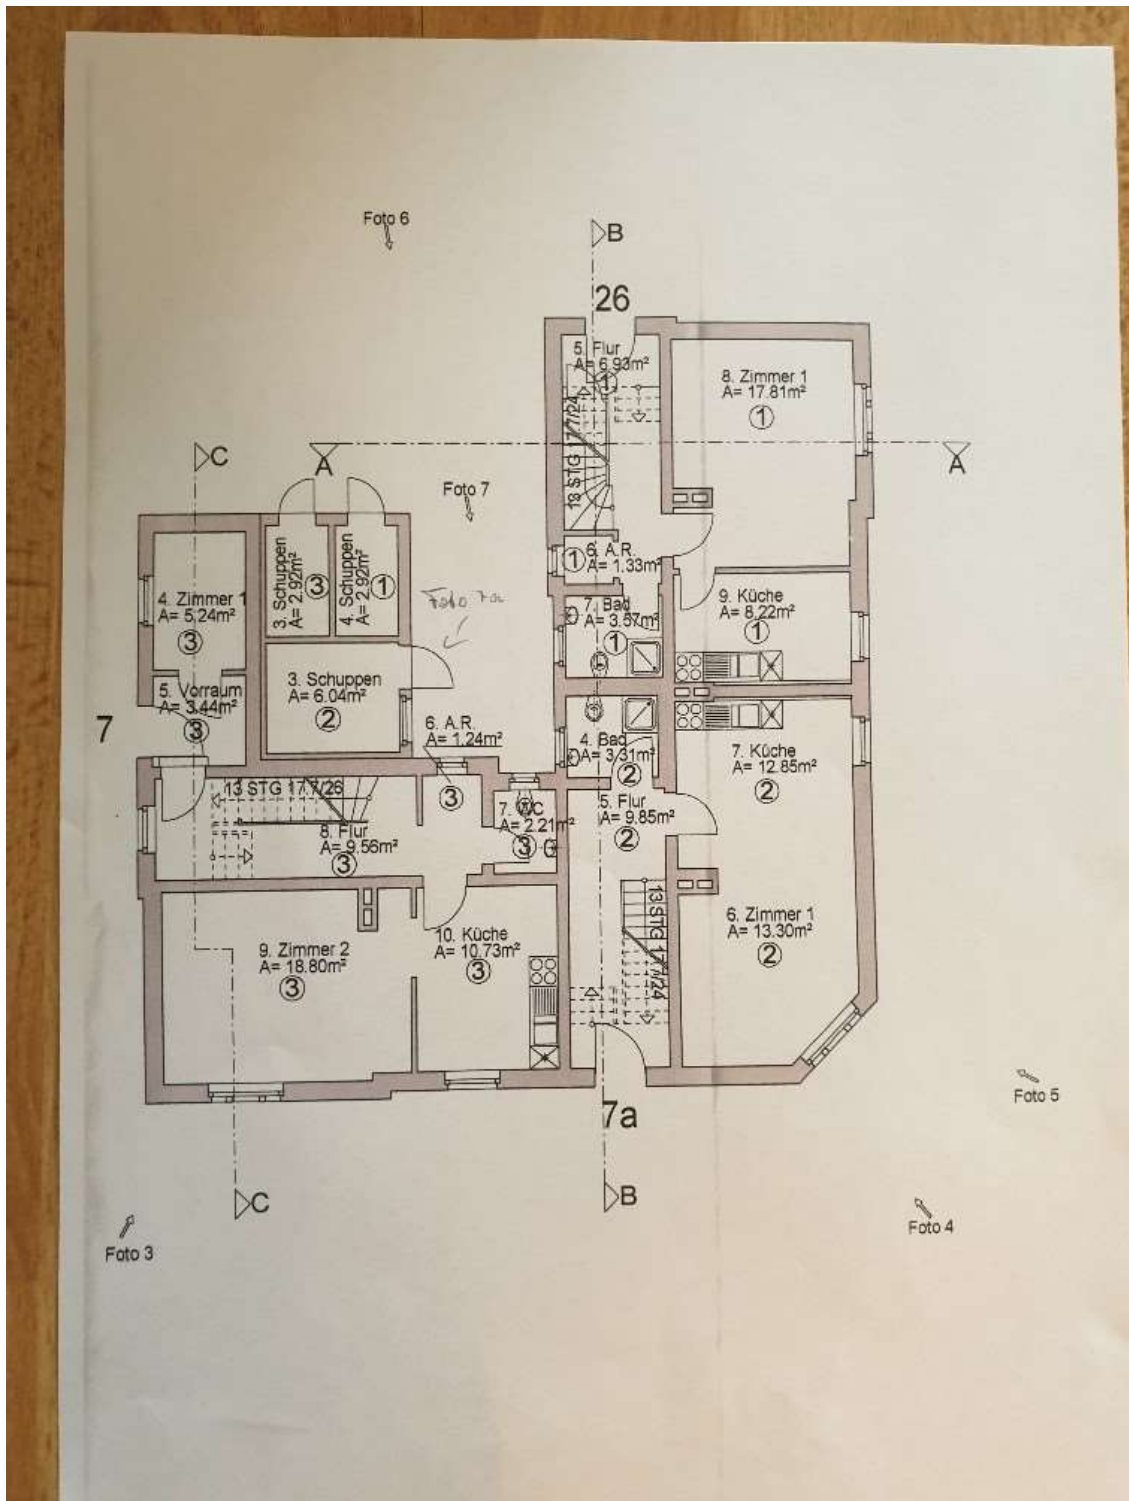 Foto 6
B
26
5. Flur
A= 6.93m²
1
13 STG 17.7/24
8. Zimmer 1
A= 17.81m²
1
C
A
A
Foto 7
3. Schuppen
A= 2.92m²
3
4. Schuppen
A= 2.92m²
1
Foto 7a
6. A.R.
A= 1.33m²
1
4. Zimmer 1
A= 5.24m²
3
7. Bad
A= 3.57m²
1
9. Küche
A= 8.22m²
1
5. Vorraum
A= 3.44m²
3
3. Schuppen
A= 6.04m²
2
7
6. A.R.
A= 1.24m²
3
4. Bad
A= 3.31m²
2
7. Küche
A= 12.85m²
2
13 STG 17.7/26
8. Flur
A= 9.56m²
3
7. WC
A= 2.21m²
3
5. Flur
A= 9.85m²
2
13 STG 17.7/24
6. Zimmer 1
A= 13.30m²
2
9. Zimmer 2
A= 18.80m²
3
10. Küche
A= 10.73m²
3
Foto 5
7a
C
B
Foto 4
Foto 3